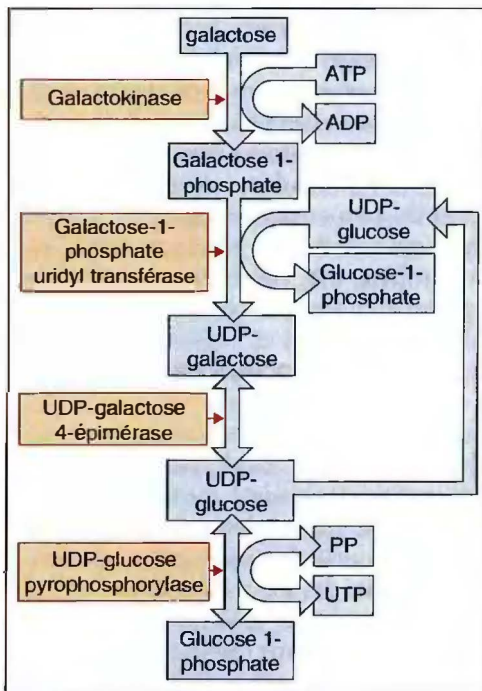 galactose
ATP
Galactokinase
ADP
Galactose 1-
phosphate
UDP-
glucose
Galactose-1-
phosphate
uridyl transférase
Glucose-1-
phosphate
UDP-
galactose
UDP-galactose
4-épimérase
UDP-
glucose
PP
UDP-glucose
pyrophosphorylase
UTP
Glucose 1-
phosphate